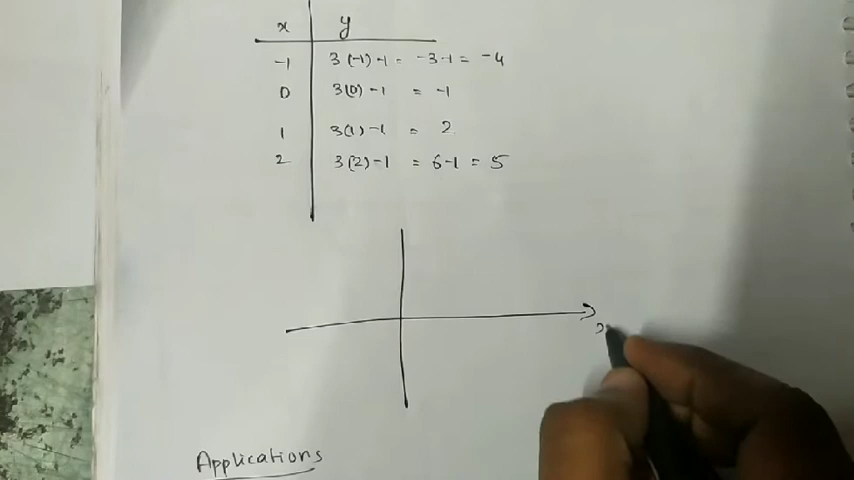 x y
-1 3(-1)-1 = -3-1 = -4
0 3(0)-1 = -1
1 3(1)-1 = 2
2 3(2)-1 = 6-1 = 5
Applications